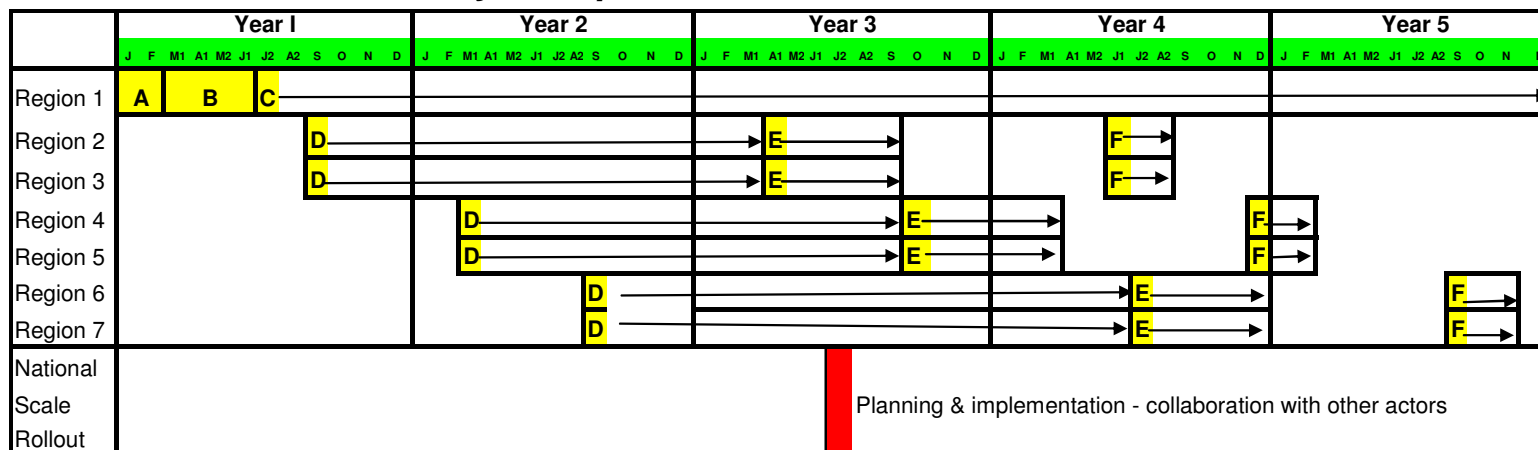 Year I Year 2 Year 3 Year 4 Year 5
J F M1 A1 M2 J1 J2 A2 S O N D J F M1 A1 M2 J1 J2 A2 S O N D J F M1 A1 M2 J1 J2 A2 S O N D J F M1 A1 M2 J1 J2 A2 S O N D J F M1 A1 M2 J1 J2 A2 S O N
Region 1 A B C
Region 2 D E F
Region 3 D E F
Region 4 D E F
Region 5 D E F
Region 6 D E F
Region 7 D E F
National
Scale Planning & implementation - collaboration with other actors
Rollout